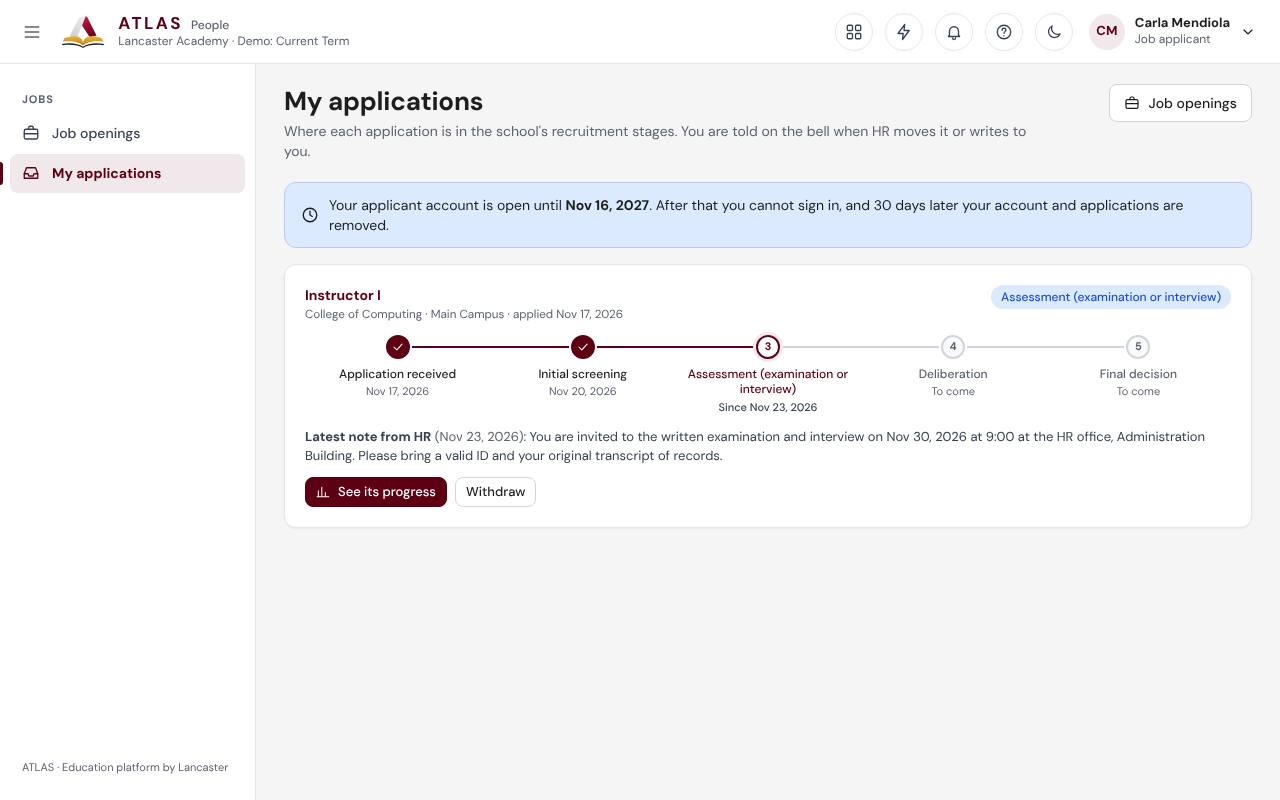 ATLAS People
Lancaster Academy · Demo: Current Term
CM
Carla Mendiola
Job applicant
JOBS
Job openings
My applications
ATLAS · Education platform by Lancaster
My applications
Job openings
Where each application is in the school's recruitment stages. You are told on the bell when HR moves it or writes to
you.
Your applicant account is open until Nov 16, 2027. After that you cannot sign in, and 30 days later your account and applications are
removed.
Instructor I
Assessment (examination or interview)
College of Computing · Main Campus · applied Nov 17, 2026
3
4
5
Application received
Nov 17, 2026
Initial screening
Nov 20, 2026
Assessment (examination or
interview)
Since Nov 23, 2026
Deliberation
To come
Final decision
To come
Latest note from HR (Nov 23, 2026): You are invited to the written examination and interview on Nov 30, 2026 at 9:00 at the HR office, Administration
Building. Please bring a valid ID and your original transcript of records.
See its progress
Withdraw